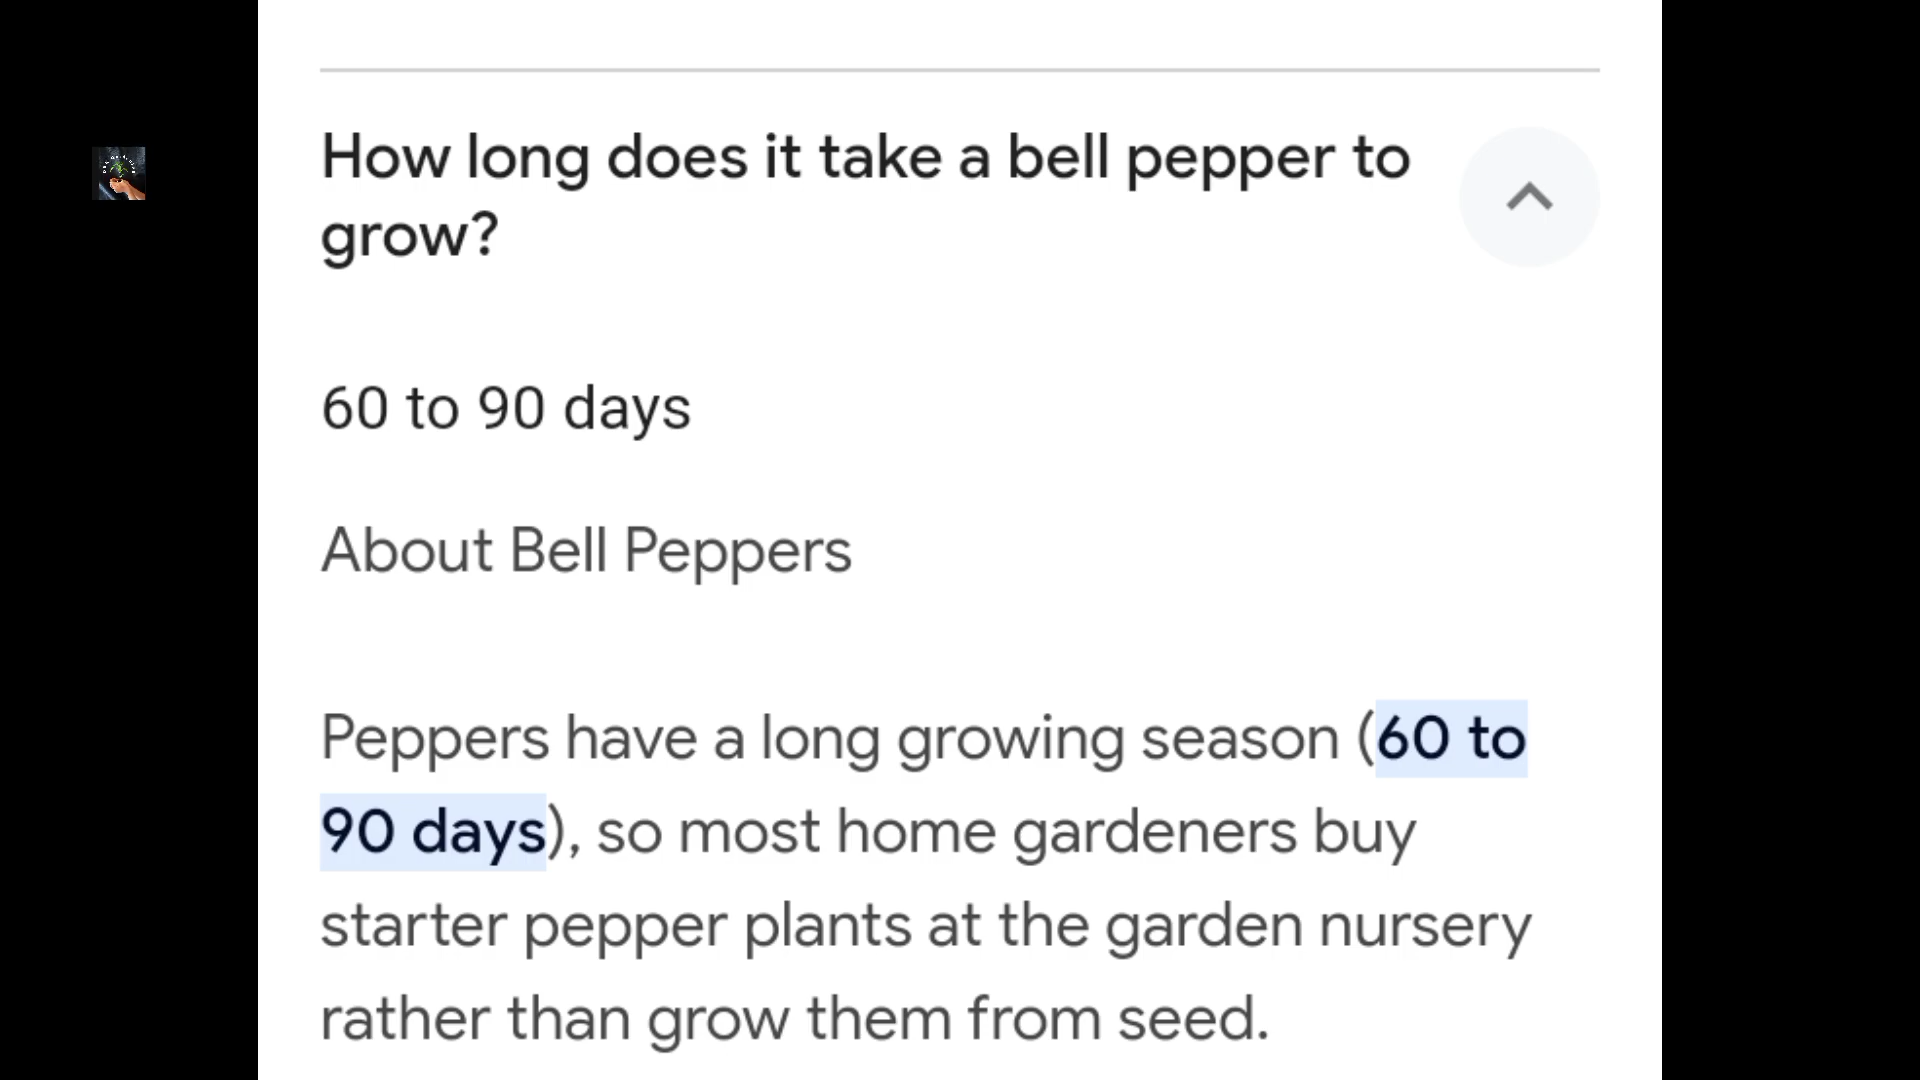 How long does it take a bell pepper to
grow?
60 to 90 days
About Bell Peppers
Peppers have a long growing season (60 to
90 days), so most home gardeners buy
starter pepper plants at the garden nursery
rather than grow them from seed.